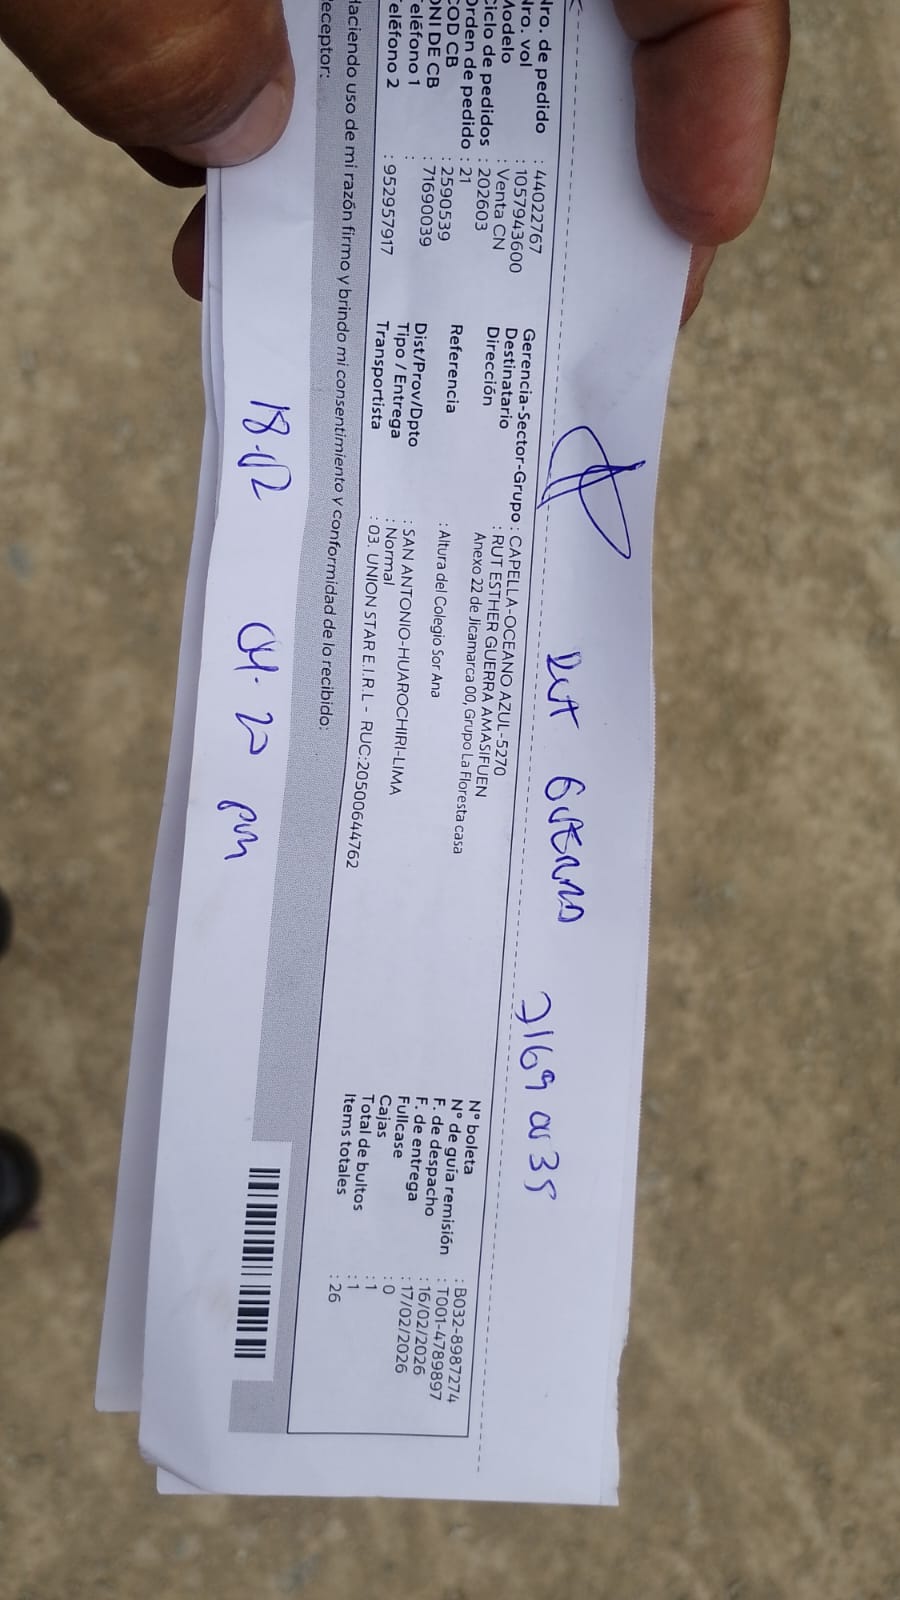 Rut Guerra 7169 0039
Nro. de pedido : 44022767
Nro. vol : 1057943600
Modelo : Venta CN
Ciclo de pedidos : 202603
Orden de pedido : 21
COD CB : 2590539
DNI DE CB : 71690039
Teléfono 1 :
Teléfono 2 : 952957917
Gerencia-Sector-Grupo : CAPELLA-OCEANO AZUL-5270
Destinatario : RUT ESTHER GUERRA AMASIFUEN
Dirección Anexo 22 de Jicamarca 00, Grupo La Floresta casa
Referencia : Altura del Colegio Sor Ana
Dist/Prov/Dpto : SAN ANTONIO-HUAROCHIRI-LIMA
Tipo / Entrega : Normal
Transportista : 03. UNION STAR E.I.R.L - RUC:20500644762
N° boleta : B032-8987274
N° de guía remisión : T001-4789897
F. de despacho : 16/02/2026
F. de entrega : 17/02/2026
Fullcase : 0
Cajas : 1
Total de bultos : 1
Items totales : 26
Haciendo uso de mi razón firmo y brindo mi consentimiento y conformidad de lo recibido:
Receptor:
18-02 04-20 pm